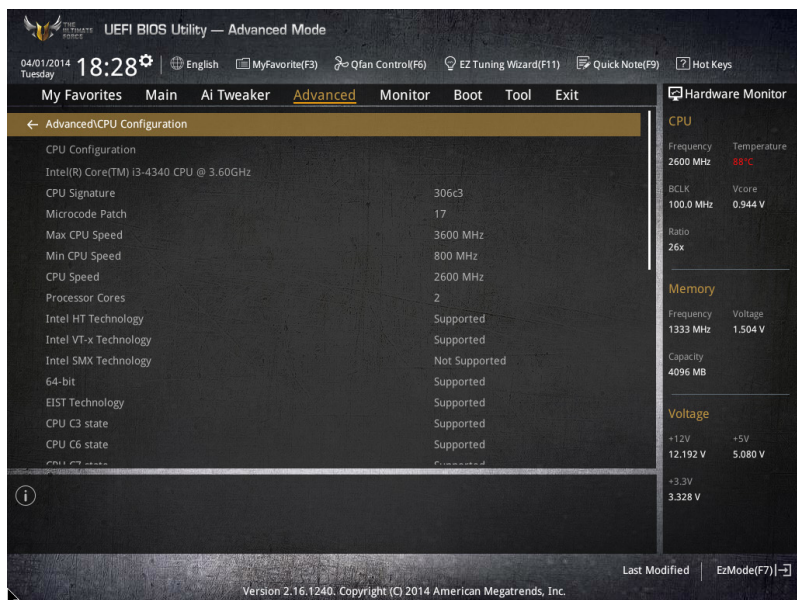 THE ULTIMATE FORCE
UEFI BIOS Utility — Advanced Mode
04/01/2014
Tuesday
18:28
English
MyFavorite(F3)
Qfan Control(F6)
EZ Tuning Wizard(F11)
Quick Note(F9)
? Hot Keys
My Favorites
Main
Ai Tweaker
Advanced
Monitor
Boot
Tool
Exit
← Advanced\CPU Configuration
CPU Configuration
Intel(R) Core(TM) i3-4340 CPU @ 3.60GHz
CPU Signature 306c3
Microcode Patch 17
Max CPU Speed 3600 MHz
Min CPU Speed 800 MHz
CPU Speed 2600 MHz
Processor Cores 2
Intel HT Technology Supported
Intel VT-x Technology Supported
Intel SMX Technology Not Supported
64-bit Supported
EIST Technology Supported
CPU C3 state Supported
CPU C6 state Supported
CPU C7 state Supported
Hardware Monitor
CPU
Frequency Temperature
2600 MHz 88°C
BCLK Vcore
100.0 MHz 0.944 V
Ratio
26x
Memory
Frequency Voltage
1333 MHz 1.504 V
Capacity
4096 MB
Voltage
+12V +5V
12.192 V 5.080 V
+3.3V
3.328 V
Last Modified
EzMode(F7)
Version 2.16.1240. Copyright (C) 2014 American Megatrends, Inc.